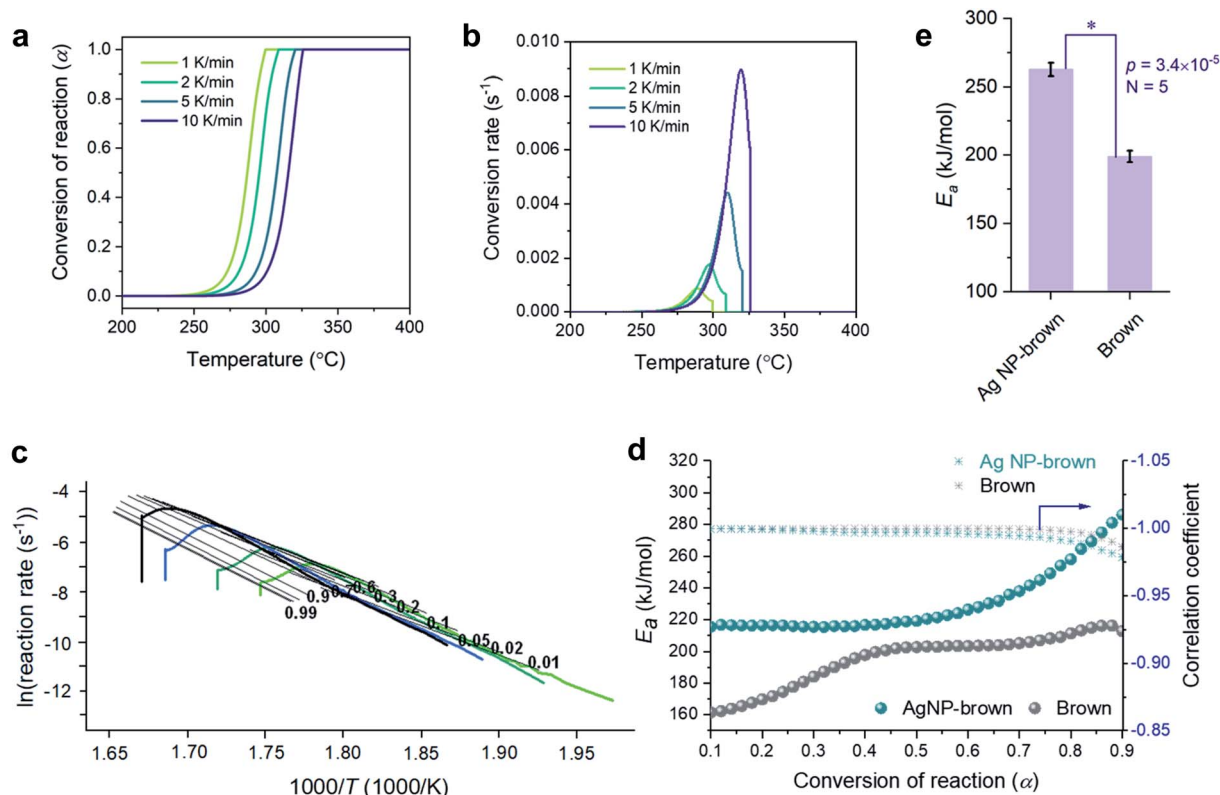 a
1.0
0.8
0.6
0.4
0.2
0.0
Conversion of reaction (α)
1 K/min
2 K/min
5 K/min
10 K/min
200 250 300 350 400
Temperature (°C)
b
0.010
0.008
0.006
0.004
0.002
0.000
Conversion rate (s⁻¹)
1 K/min
2 K/min
5 K/min
10 K/min
200 250 300 350 400
Temperature (°C)
e
300
250
200
150
100
Eₐ (kJ/mol)
*
p = 3.4×10⁻⁵
N = 5
Ag NP-brown
Brown
c
-4
-6
-8
-10
-12
ln(reaction rate (s⁻¹))
0.99
0.9
0.7
0.6
0.3
0.2
0.1
0.05
0.02
0.01
1.65 1.70 1.75 1.80 1.85 1.90 1.95
1000/T (1000/K)
d
320
300
280
260
240
220
200
180
160
Eₐ (kJ/mol)
Ag NP-brown
Brown
AgNP-brown Brown
-1.05
-1.00
-0.95
-0.90
-0.85
Correlation coefficient
0.1 0.2 0.3 0.4 0.5 0.6 0.7 0.8 0.9
Conversion of reaction (α)